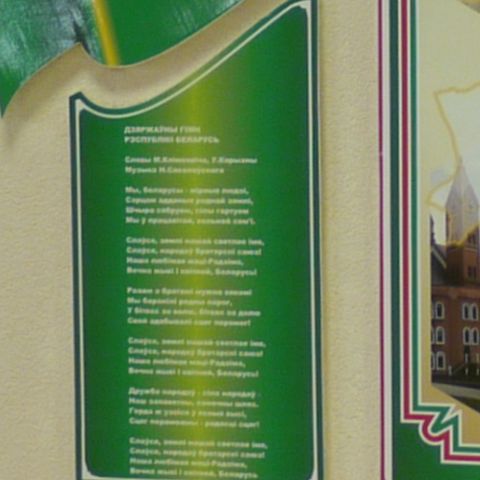 ДЗЯРЖАЎНЫ ГІМН
РЭСПУБЛІКІ БЕЛАРУСЬ
Словы М.Клімковіча, У.Карызны
Музыка Н.Сакалоўскага
Мы, беларусы - мірныя людзі,
Сэрцам адданыя роднай зямлі,
Шчыра сябруем, сілы гартуем
Мы ў працавітай, вольнай сям'і.
Слаўся, зямлі нашай светлае імя,
Слаўся, народаў братэрскі саюз!
Наша любімая маці-Радзіма,
Вечна жыві і квітней, Беларусь!
Разам з братамі мужна вякамі
Мы баранілі родны парог,
У бітвах за волю, бітвах за долю
Свой здабывалі сцяг перамог!
Слаўся, зямлі нашай светлае імя,
Слаўся, народаў братэрскі саюз!
Наша любімая маці-Радзіма,
Вечна жыві і квітней, Беларусь!
Дружба народаў - сіла народаў -
Наш запаветны, сонечны шлях.
Горда ж узвіся ў ясныя высі,
Сцяг пераможны - радасці сцяг!
Слаўся, зямлі нашай светлае імя,
Слаўся, народаў братэрскі саюз!
Наша любімая маці-Радзіма,
Вечна жыві і квітней, Беларусь